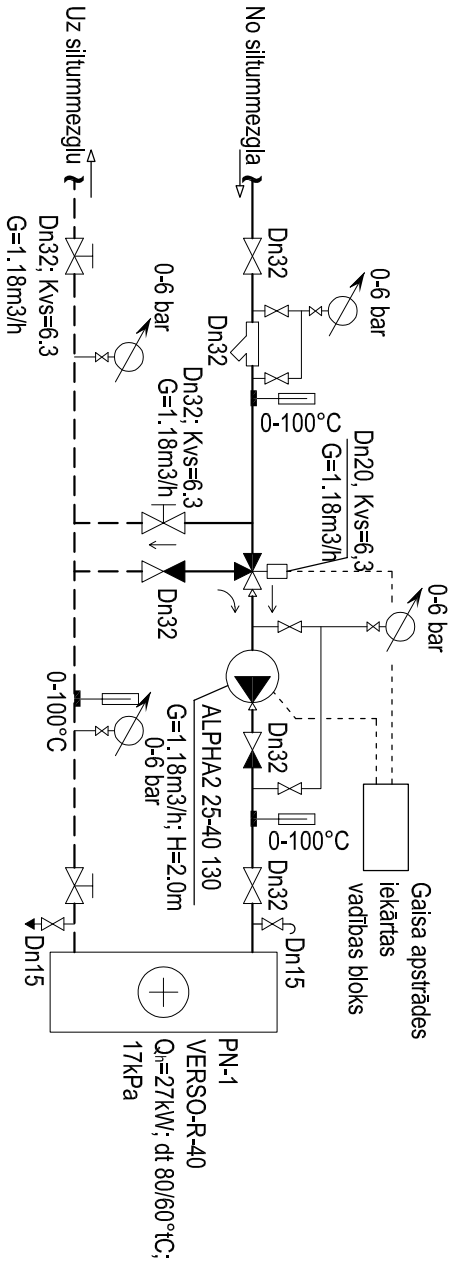 No siltummezgla
Dn32
Dn32
0-6 bar
0-100°C
Dn20, Kvs=6,3
G=1.18m3/h
0-6 bar
Gaisa apstrādes
iekārtas
vadības bloks
Dn32
0-100°C
Dn32
Dn15
ALPHA2 25-40 130
G=1.18m3/h; H=2.0m
Dn32; Kvs=6.3
G=1.18m3/h
Dn32
Uz siltummezglu
Dn32; Kvs=6.3
G=1.18m3/h
0-6 bar
0-100°C
0-6 bar
Dn15
PN-1
VERSO-R-40
Qh=27kW; dt 80/60°tC;
17kPa